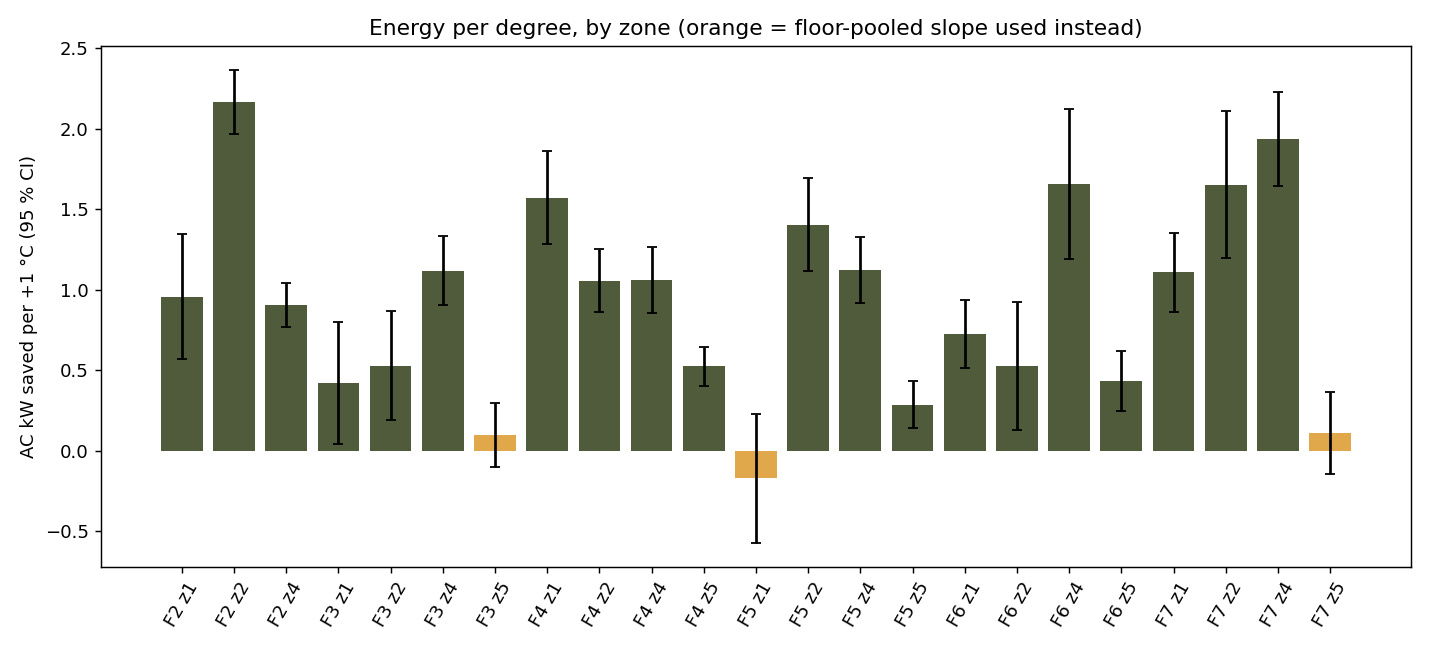 Energy per degree, by zone (orange = floor-pooled slope used instead)
AC kW saved per +1 °C (95 % CI)
2.5
2.0
1.5
1.0
0.5
0.0
−0.5
F2 z1
F2 z2
F2 z4
F3 z1
F3 z2
F3 z4
F3 z5
F4 z1
F4 z2
F4 z4
F4 z5
F5 z1
F5 z2
F5 z4
F5 z5
F6 z1
F6 z2
F6 z4
F6 z5
F7 z1
F7 z2
F7 z4
F7 z5